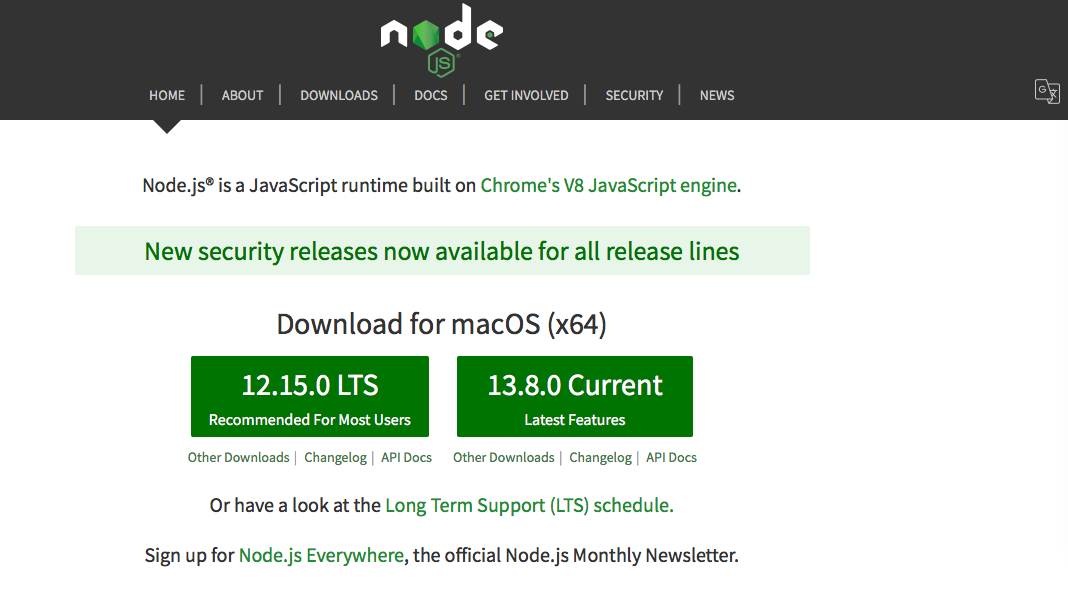 node
JS
HOME | ABOUT | DOWNLOADS | DOCS | GET INVOLVED | SECURITY | NEWS
Node.js® is a JavaScript runtime built on Chrome's V8 JavaScript engine.
New security releases now available for all release lines
Download for macOS (x64)
12.15.0 LTS
Recommended For Most Users
13.8.0 Current
Latest Features
Other Downloads | Changelog | API Docs
Other Downloads | Changelog | API Docs
Or have a look at the Long Term Support (LTS) schedule.
Sign up for Node.js Everywhere, the official Node.js Monthly Newsletter.